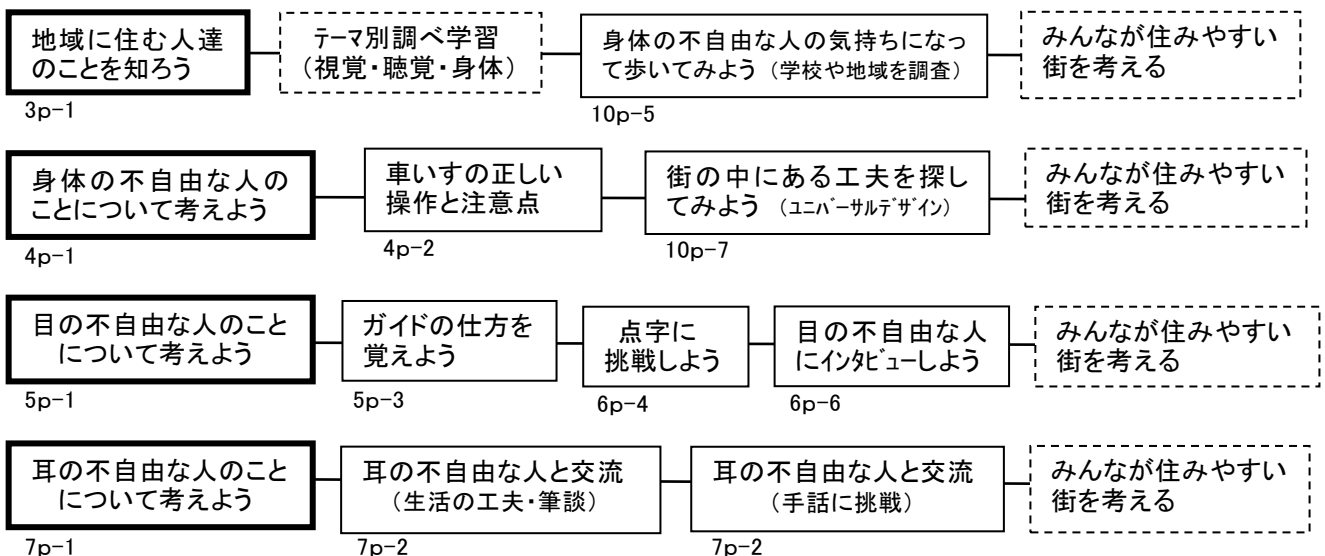 地域に住む人達
のことを知ろう
3p-1
テーマ別調べ学習
(視覚・聴覚・身体)
身体の不自由な人の気持ちになっ
て歩いてみよう (学校や地域を調査)
10p-5
みんなが住みやすい
街を考える
身体の不自由な人の
ことについて考えよう
4p-1
車いすの正しい
操作と注意点
4p-2
街の中にある工夫を探し
てみよう (ユニバーサルデザイン)
10p-7
みんなが住みやすい
街を考える
目の不自由な人のこと
について考えよう
5p-1
ガイドの仕方を
覚えよう
5p-3
点字に
挑戦しよう
6p-4
目の不自由な人
にインタビューしよう
6p-6
みんなが住みやすい
街を考える
耳の不自由な人のこと
について考えよう
7p-1
耳の不自由な人と交流
(生活の工夫・筆談)
7p-2
耳の不自由な人と交流
(手話に挑戦)
7p-2
みんなが住みやすい
街を考える